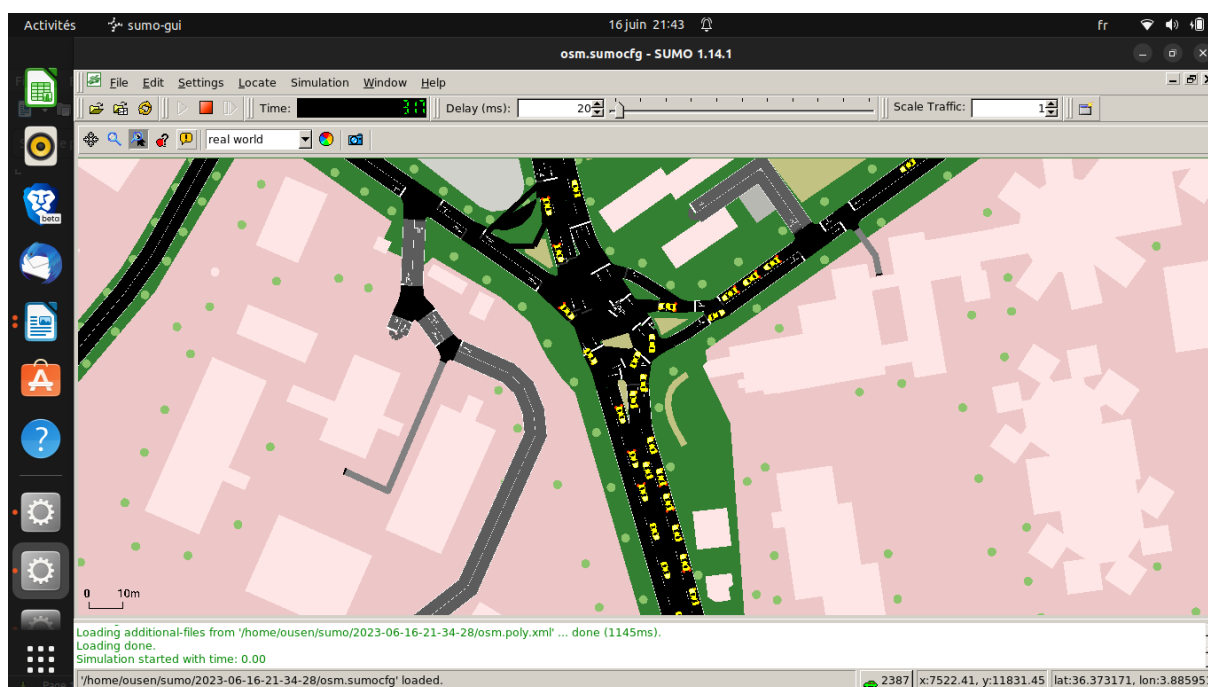 Activités sumo-gui 16 juin 21:43 fr
osm.sumocfg - SUMO 1.14.1
File Edit Settings Locate Simulation Window Help
Time: 317 Delay (ms): 20 Scale Traffic: 1
real world
beta
0 10m
Loading additional-files from '/home/ousen/sumo/2023-06-16-21-34-28/osm.poly.xml' ... done (1145ms).
Loading done.
Simulation started with time: 0.00
'/home/ousen/sumo/2023-06-16-21-34-28/osm.sumocfg' loaded. 2387 x:7522.41, y:11831.45 lat:36.373171, lon:3.885951